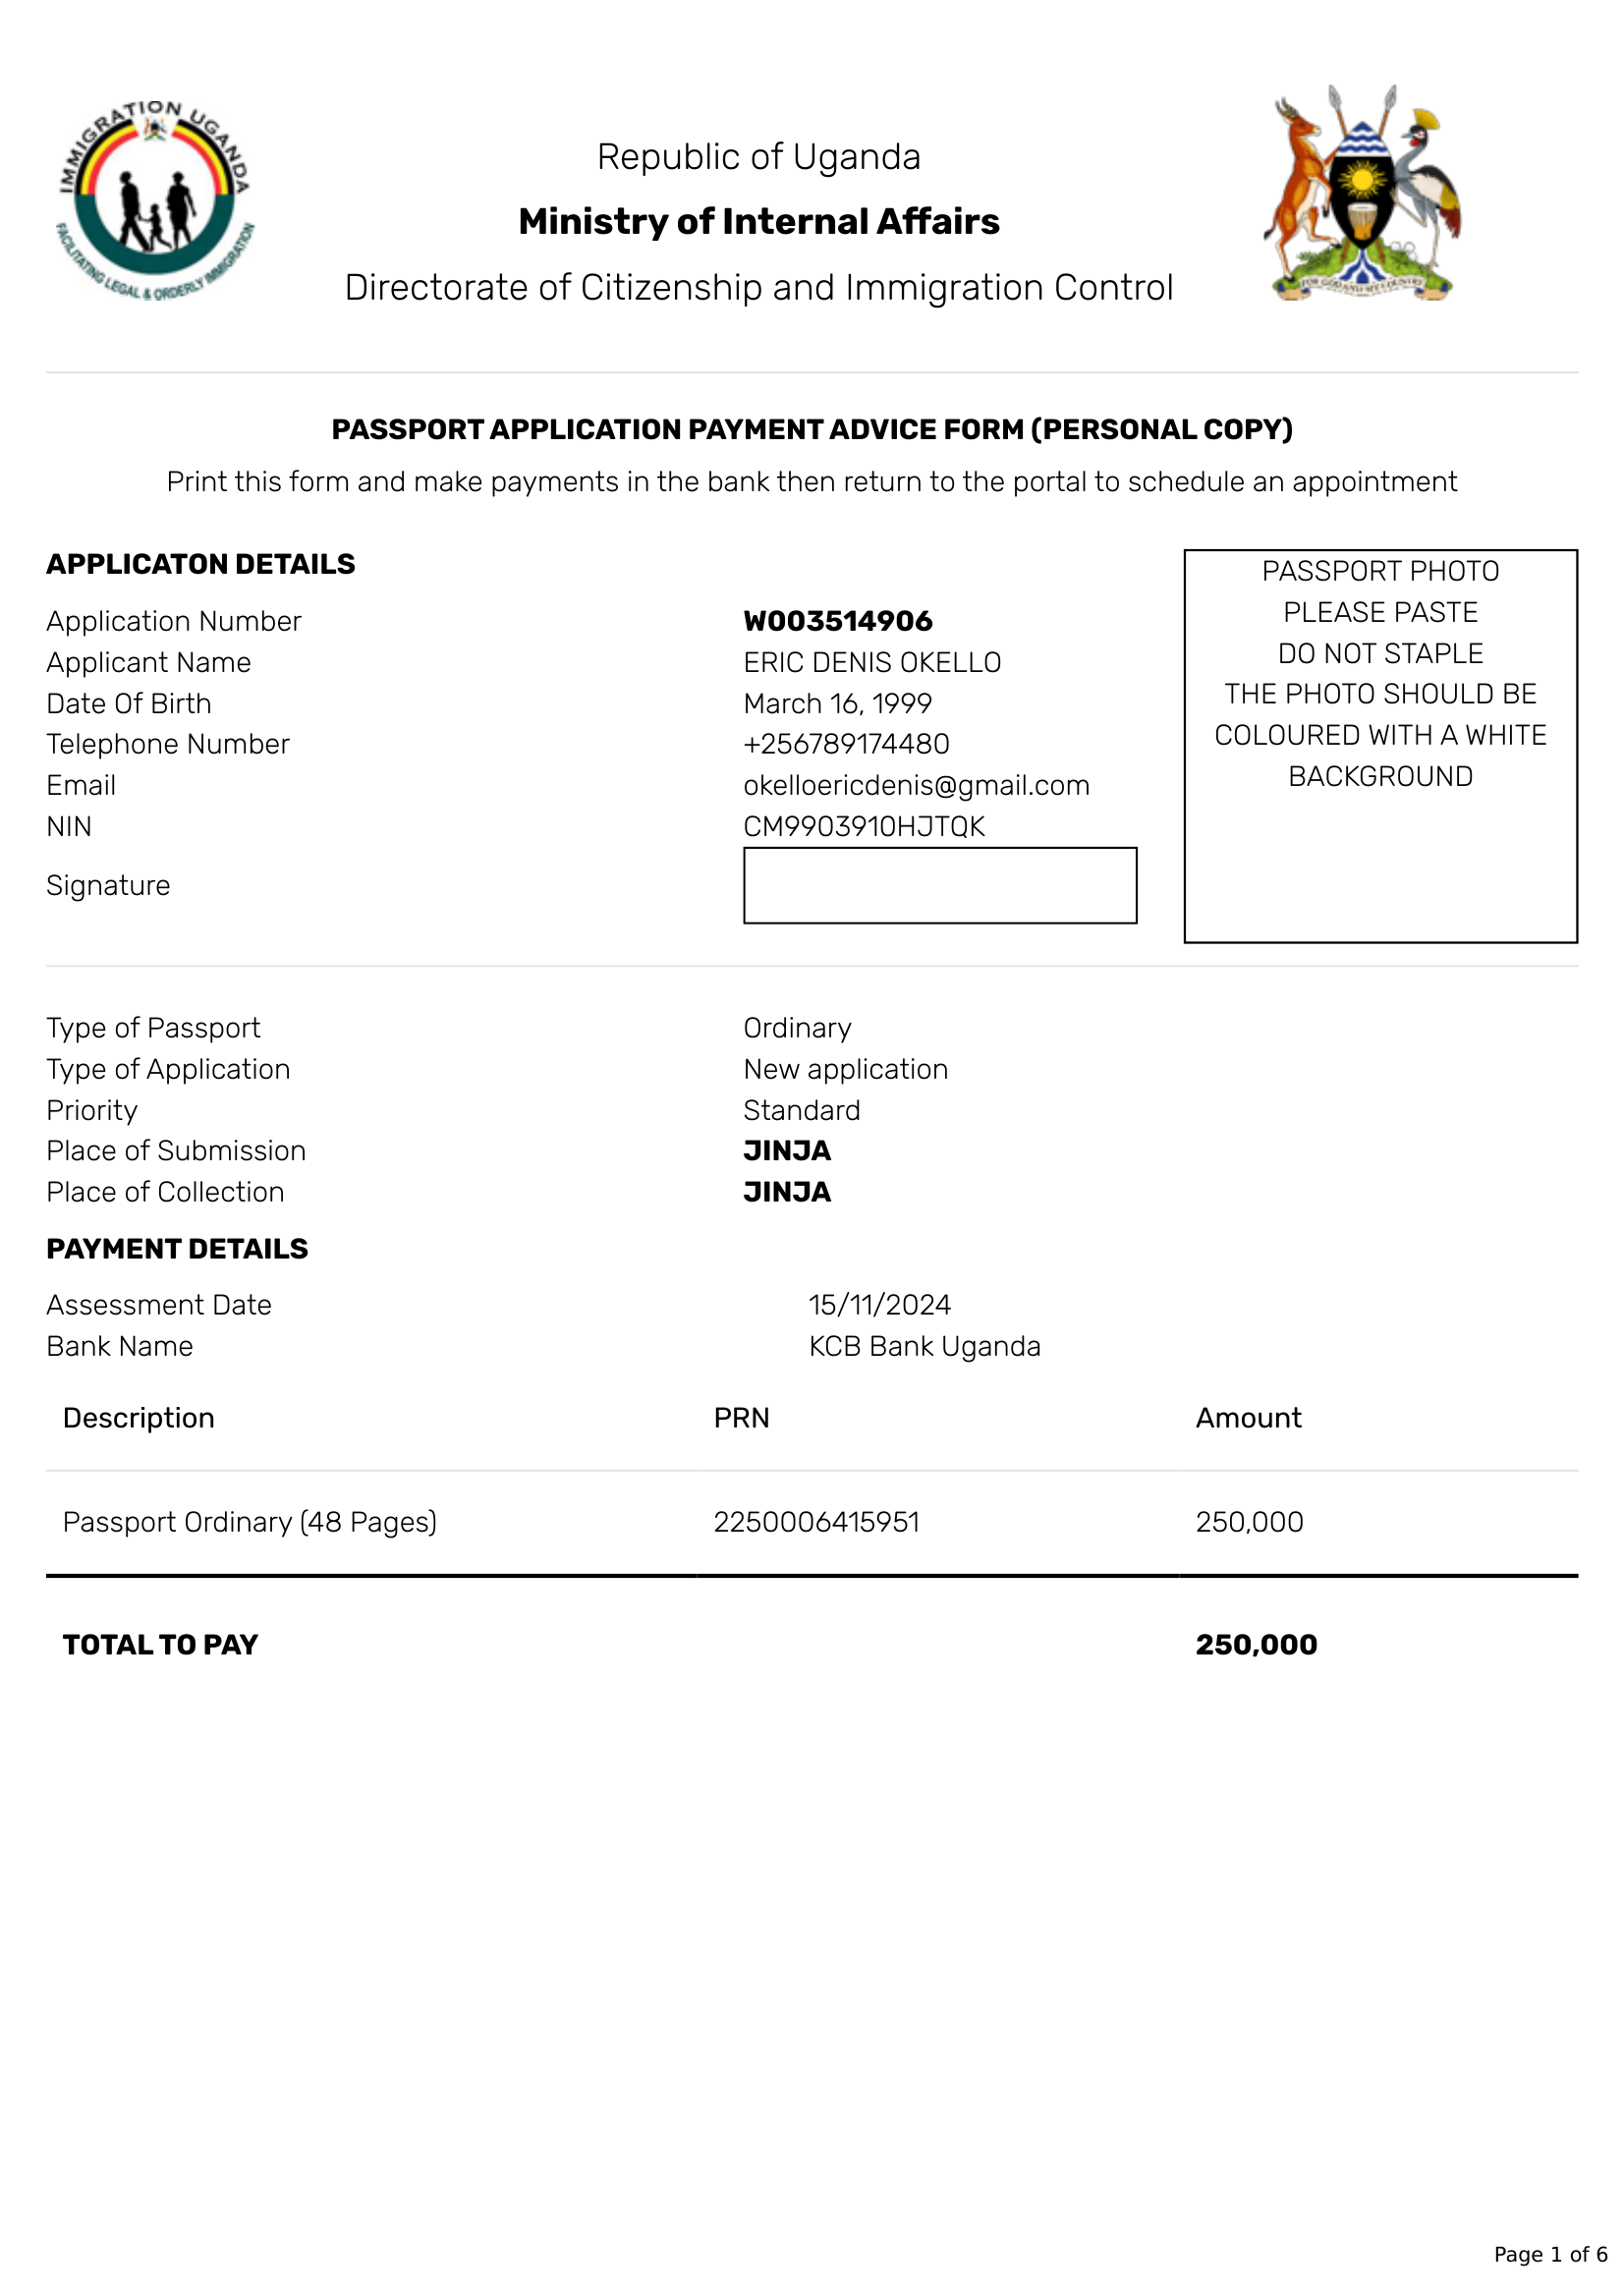 IMMIGRATION UGANDA
FACILITATING LEGAL & ORDERLY IMMIGRATION
Republic of Uganda
Ministry of Internal Affairs
Directorate of Citizenship and Immigration Control
FOR GOD AND MY COUNTRY
PASSPORT APPLICATION PAYMENT ADVICE FORM (PERSONAL COPY)
Print this form and make payments in the bank then return to the portal to schedule an appointment
APPLICATON DETAILS
Application Number W003514906
Applicant Name ERIC DENIS OKELLO
Date Of Birth March 16, 1999
Telephone Number +256789174480
Email okelloericdenis@gmail.com
NIN CM9903910HJTQK
Signature
PASSPORT PHOTO
PLEASE PASTE
DO NOT STAPLE
THE PHOTO SHOULD BE
COLOURED WITH A WHITE
BACKGROUND
Type of Passport Ordinary
Type of Application New application
Priority Standard
Place of Submission JINJA
Place of Collection JINJA
PAYMENT DETAILS
Assessment Date 15/11/2024
Bank Name KCB Bank Uganda
Description PRN Amount
Passport Ordinary (48 Pages) 2250006415951 250,000
TOTAL TO PAY 250,000
Page 1 of 6